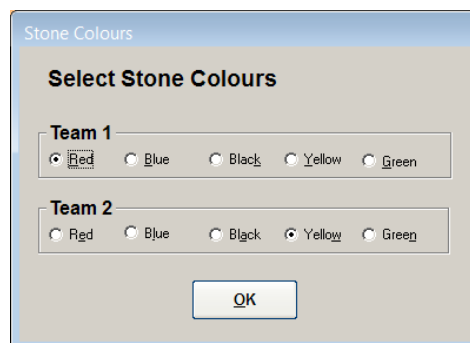 Stone Colours
Select Stone Colours
Team 1
Red Blue Black Yellow Green
Team 2
Red Blue Black Yellow Green
OK